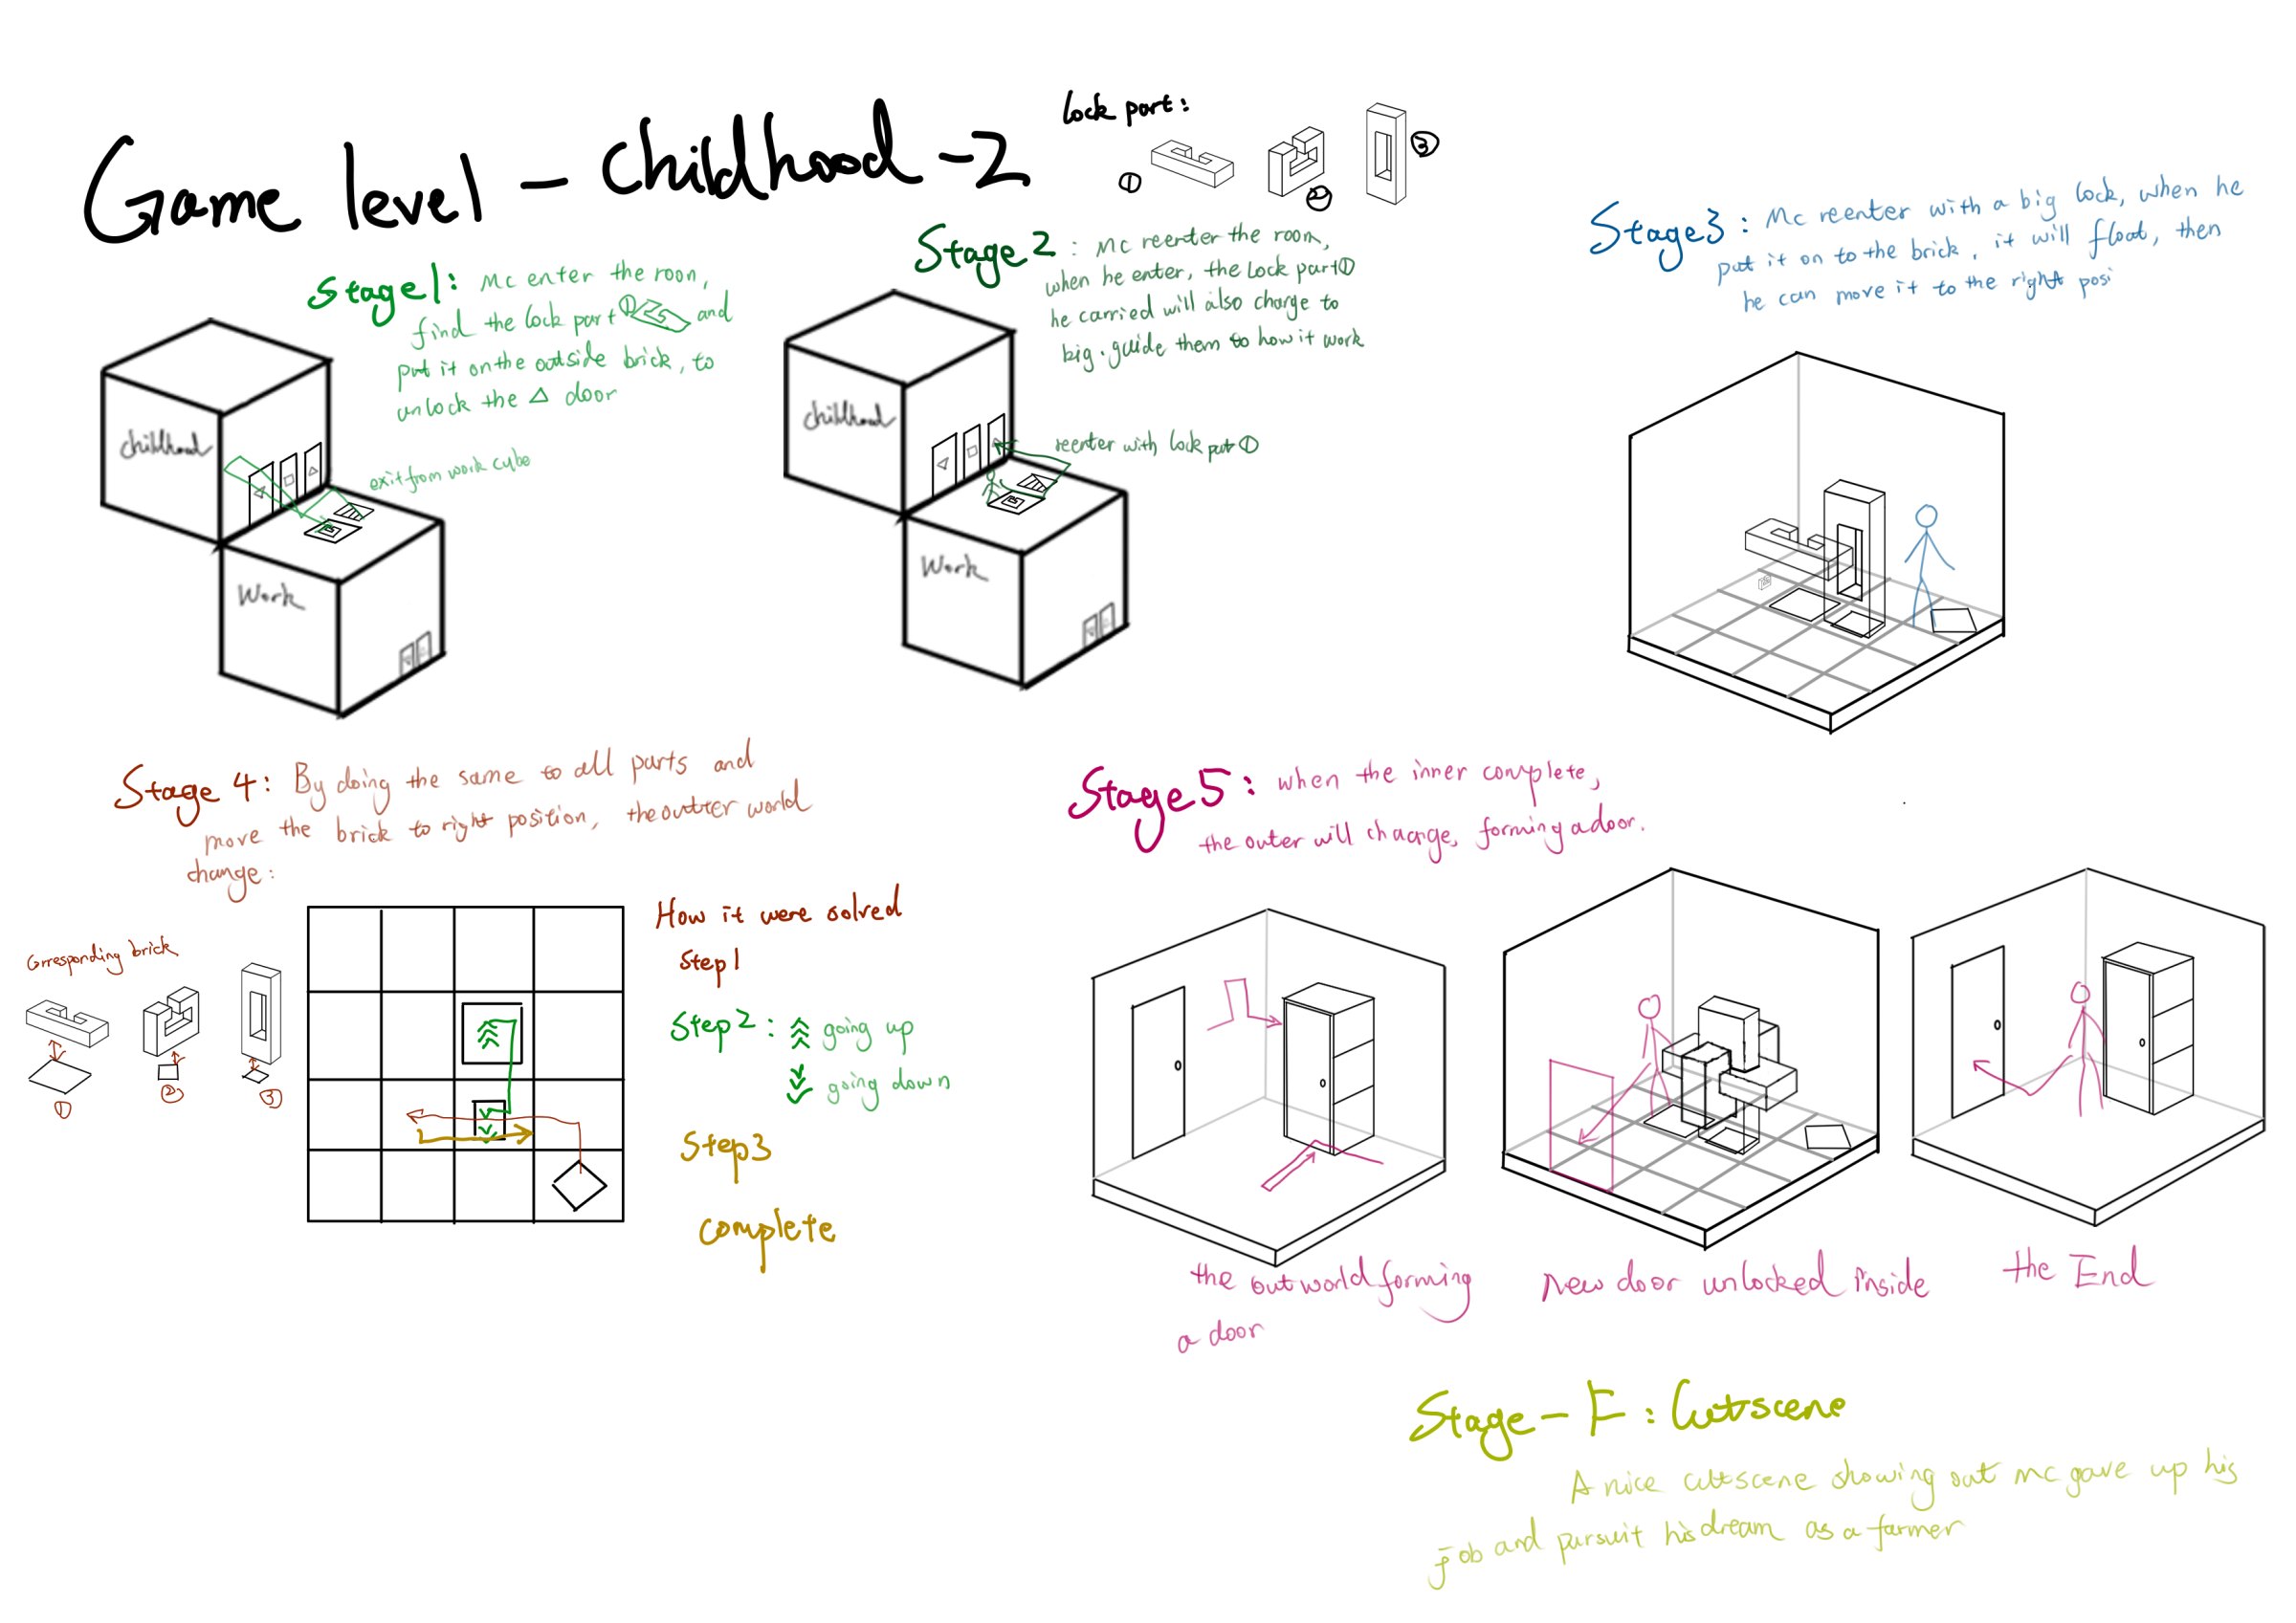 Game level - childhood - 2
Lock part:
①
②
③
Stage1: Mc enter the roon,
find the lock part ① and
put it on the outside brick, to
unlock the △ door
exit from work cube
childhood
Work
Stage 2: Mc reenter the room,
when he enter, the Lock part①
he carried will also change to
big. guide them to how it work
reenter with lock part ①
childhood
Work
Stage3: Mc reenter with a big lock, when he
put it on to the brick, it will float, then
he can move it to the right posi
Stage 4: By doing the same to all parts and
move the brick to right position, the outter world
change:
Corresponding brick
①
②
③
How it were solved
Step1
Step2: going up
going down
Step3
complete
Stage5: when the inner complete,
the outer will chaange, forming a door.
the out world forming
a door
New door unlocked inside
the End
Stage-F: Cutscene
A nice cutscene showing out mc gave up his
job and pursuit his dream as a farmer